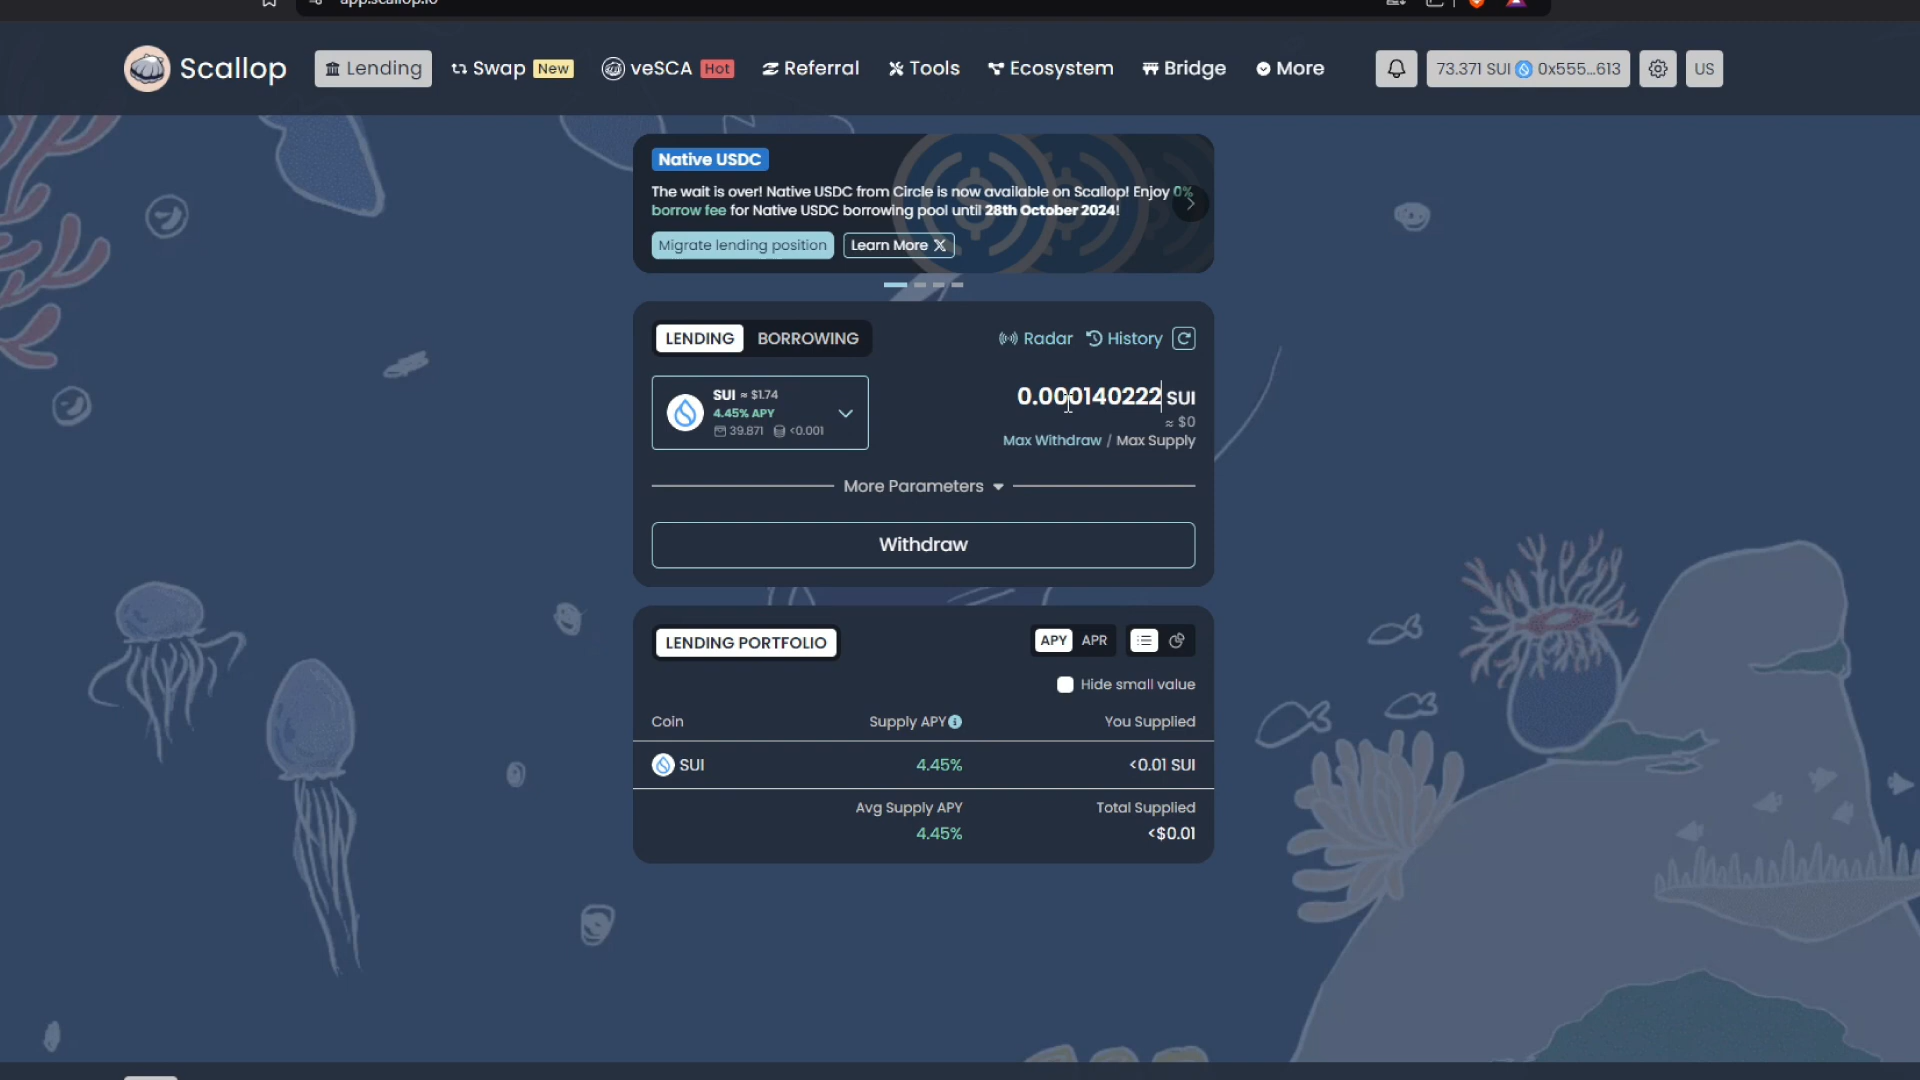 app.scallop.io
Scallop
Lending
Swap New
veSCA Hot
Referral
Tools
Ecosystem
Bridge
More
73.371 SUI 0x555...613
US
Native USDC
The wait is over! Native USDC from Circle is now available on Scallop! Enjoy 0%
borrow fee for Native USDC borrowing pool until 28th October 2024!
Migrate lending position
Learn More X
LENDING
BORROWING
Radar
History
SUI ≈ $1.74
4.45% APY
39.871 <0.001
0.000140222 SUI
≈ $0
Max Withdraw / Max Supply
More Parameters
Withdraw
LENDING PORTFOLIO
APY APR
Hide small value
Coin Supply APY You Supplied
SUI 4.45% <0.01 SUI
Avg Supply APY Total Supplied
4.45% <$0.01